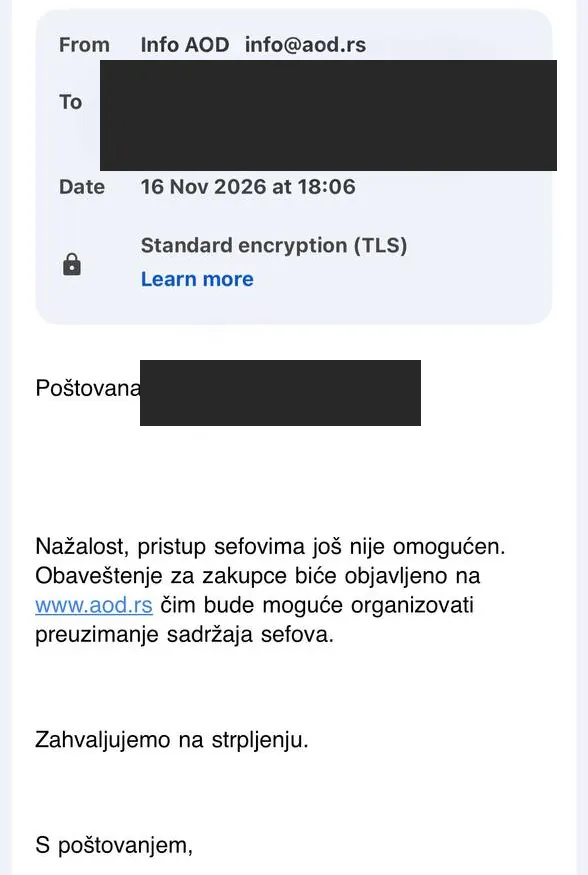 From Info AOD info@aod.rs
To
Date 16 Nov 2026 at 18:06
Standard encryption (TLS)
Learn more
Poštovana
Nažalost, pristup sefovima još nije omogućen.
Obaveštenje za zakupce biće objavljeno na
www.aod.rs čim bude moguće organizovati
preuzimanje sadržaja sefova.
Zahvaljujemo na strpljenju.
S poštovanjem,